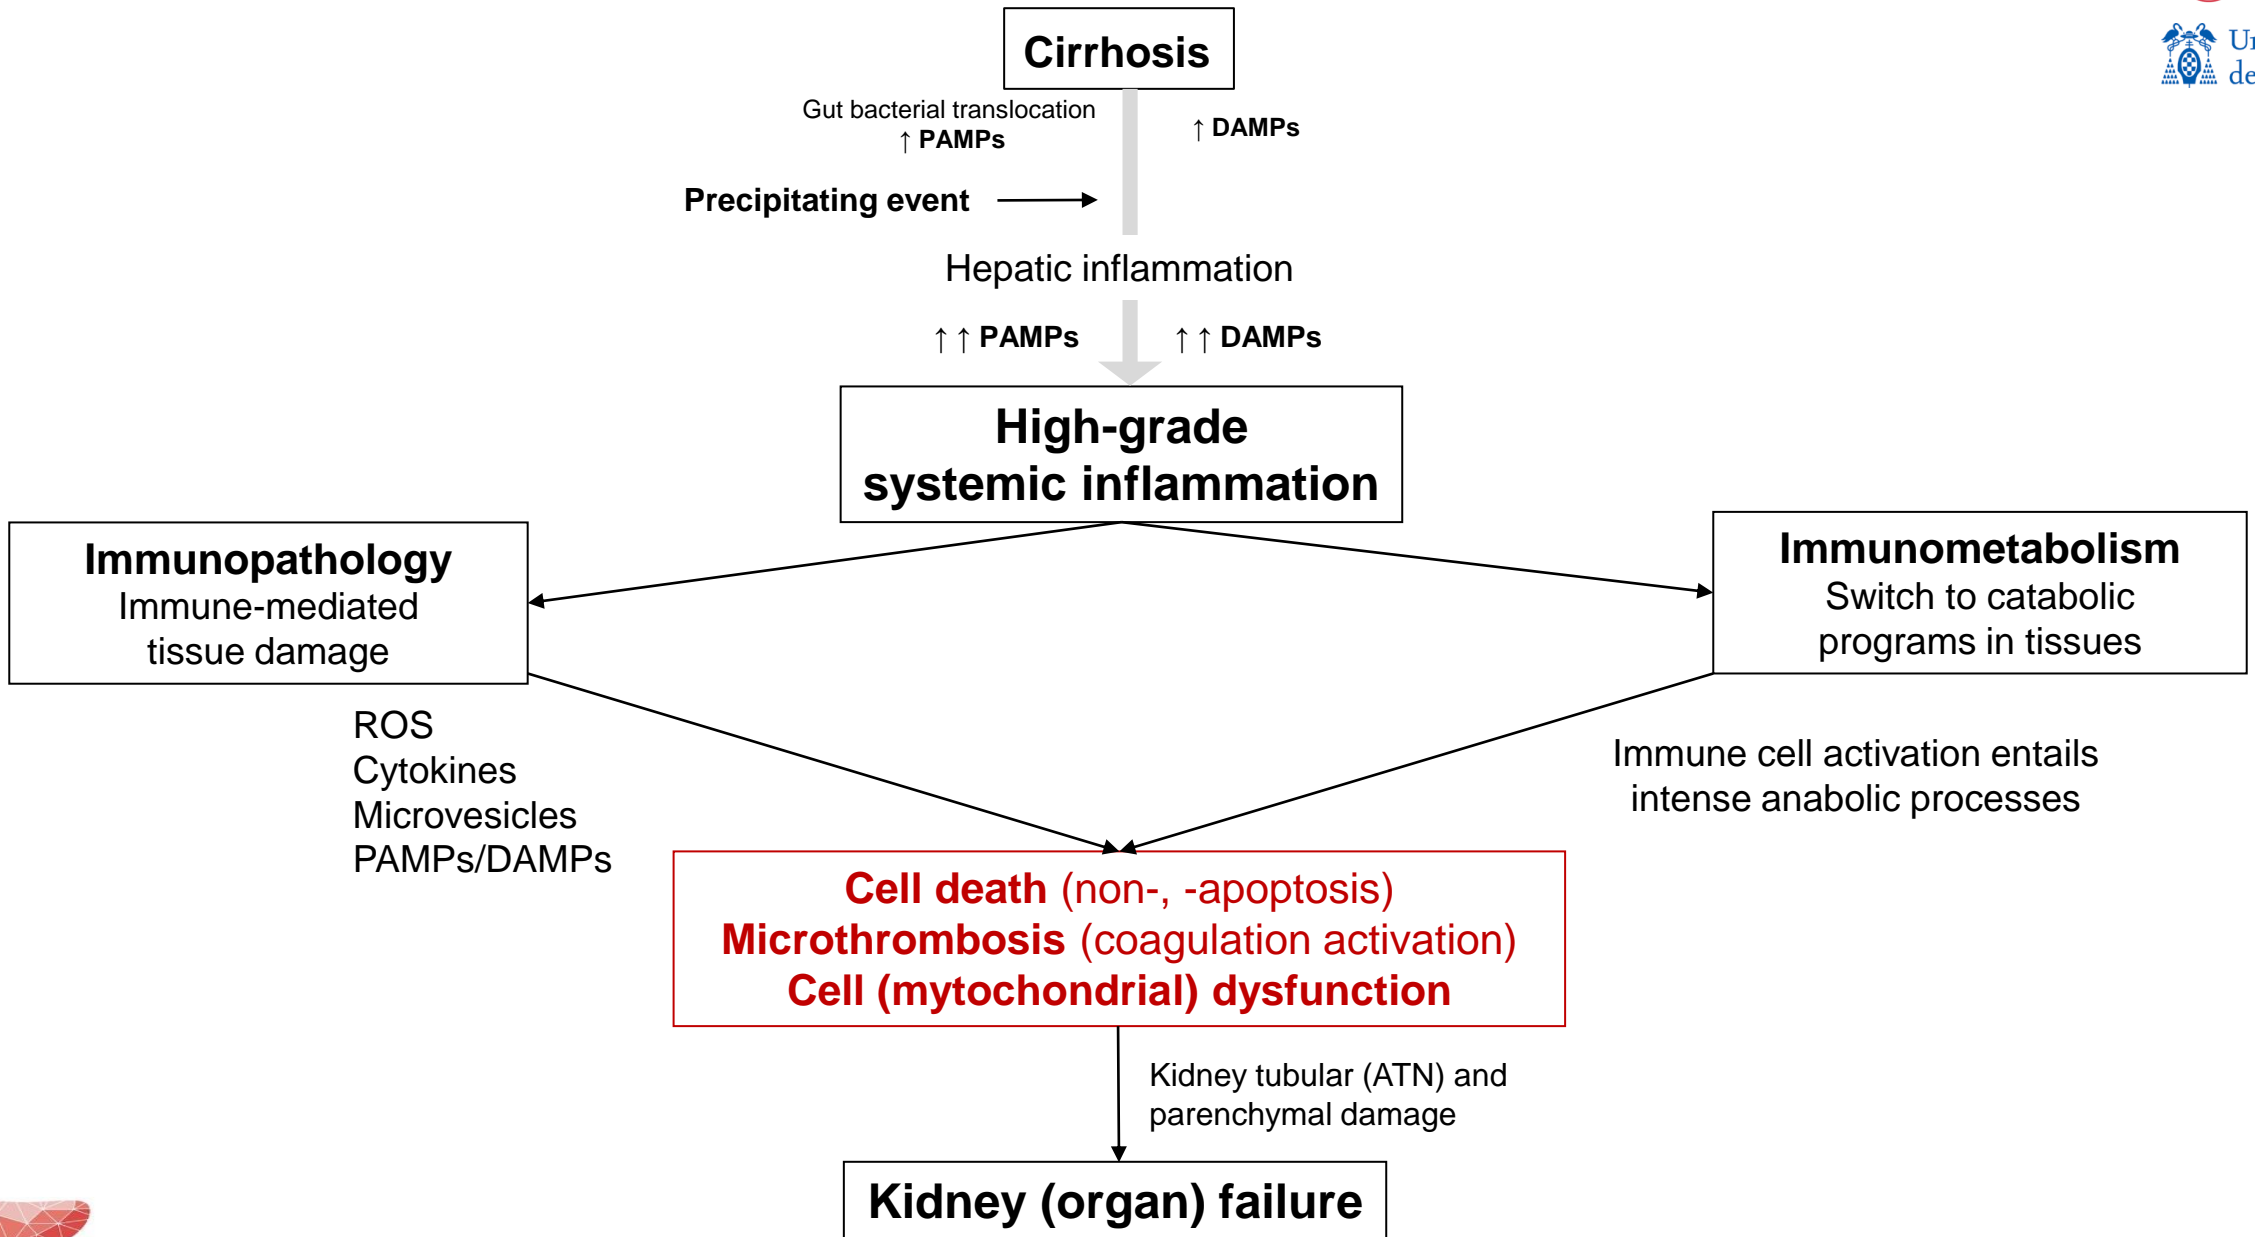 Cirrhosis
Gut bacterial translocation
↑ PAMPs
↑ DAMPs
Precipitating event
Hepatic inflammation
↑ ↑ PAMPs
↑ ↑ DAMPs
High-grade
systemic inflammation
Immunopathology
Immune-mediated
tissue damage
Immunometabolism
Switch to catabolic
programs in tissues
ROS
Cytokines
Microvesicles
PAMPs/DAMPs
Immune cell activation entails
intense anabolic processes
Cell death (non-, -apoptosis)
Microthrombosis (coagulation activation)
Cell (mytochondrial) dysfunction
Kidney tubular (ATN) and
parenchymal damage
Kidney (organ) failure